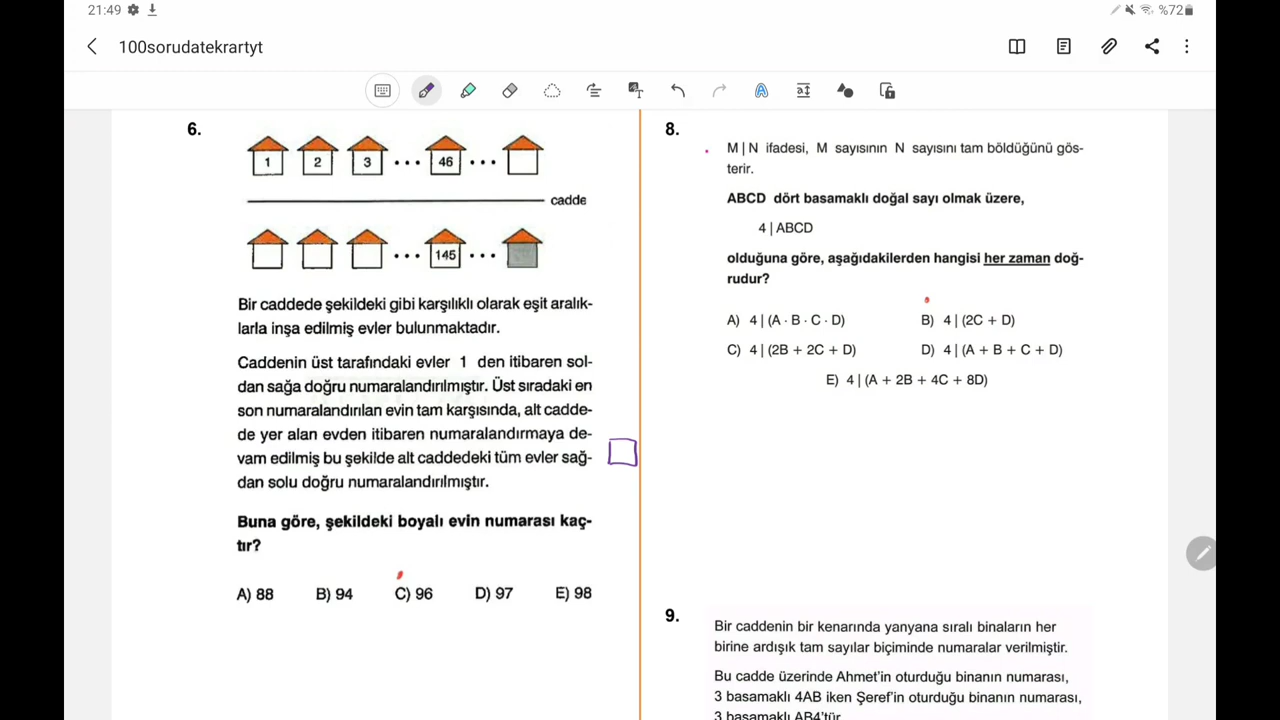 21:49
%72
100sorudatekrartyt
6.
1 2 3 ... 46 ...
cadde
... 145 ...
Bir caddede şekildeki gibi karşılıklı olarak eşit aralık-
larla inşa edilmiş evler bulunmaktadır.
Caddenin üst tarafındaki evler 1 den itibaren sol-
dan sağa doğru numaralandırılmıştır. Üst sıradaki en
son numaralandırılan evin tam karşısında, alt cadde-
de yer alan evden itibaren numaralandırmaya de-
vam edilmiş bu şekilde alt caddedeki tüm evler sağ-
dan solu doğru numaralandırılmıştır.
Buna göre, şekildeki boyalı evin numarası kaç-
tır?
A) 88 B) 94 C) 96 D) 97 E) 98
8.
M | N ifadesi, M sayısının N sayısını tam böldüğünü gös-
terir.
ABCD dört basamaklı doğal sayı olmak üzere,
4 | ABCD
olduğuna göre, aşağıdakilerden hangisi her zaman doğ-
rudur?
A) 4 | (A · B · C · D) B) 4 | (2C + D)
C) 4 | (2B + 2C + D) D) 4 | (A + B + C + D)
E) 4 | (A + 2B + 4C + 8D)
9.
Bir caddenin bir kenarında yanyana sıralı binaların her
birine ardışık tam sayılar biçiminde numaralar verilmiştir.
Bu cadde üzerinde Ahmet'in oturduğu binanın numarası,
3 basamaklı 4AB iken Şeref'in oturduğu binanın numarası,
3 basamaklı AB4'tür